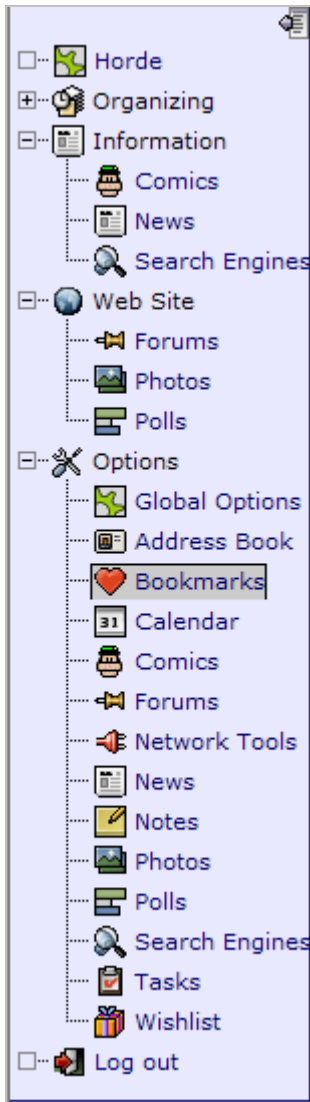 Horde
Organizing
Information
Comics
News
Search Engines
Web Site
Forums
Photos
Polls
Options
Global Options
Address Book
Bookmarks
31 Calendar
Comics
Forums
Network Tools
News
Notes
Photos
Polls
Search Engines
Tasks
Wishlist
Log out